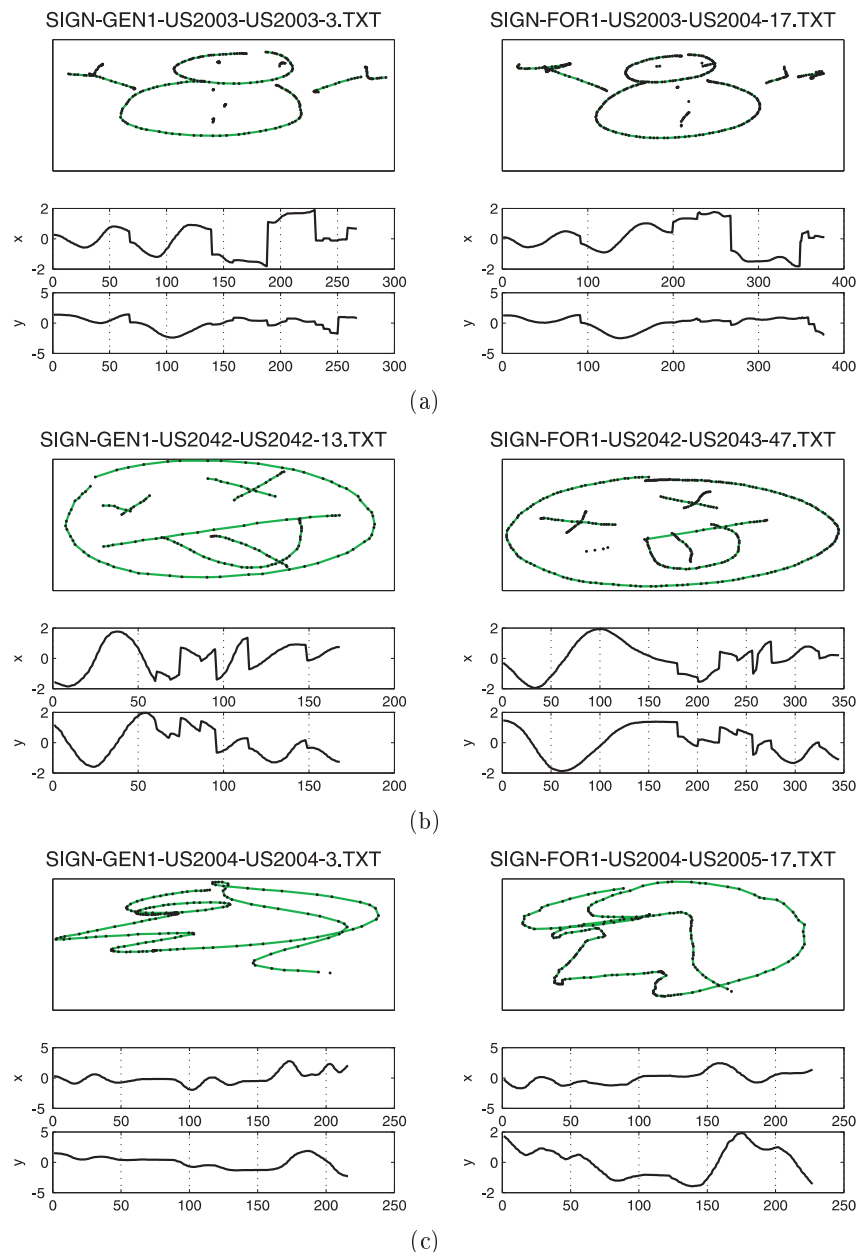 SIGN-GEN1-US2003-US2003-3.TXT
SIGN-FOR1-US2003-US2004-17.TXT
x
2
0
-2
0 50 100 150 200 250 300
y
5
0
-5
0 50 100 150 200 250 300
x
2
0
-2
0 100 200 300 400
y
5
0
-5
0 100 200 300 400
(a)
SIGN-GEN1-US2042-US2042-13.TXT
SIGN-FOR1-US2042-US2043-47.TXT
x
2
0
-2
0 50 100 150 200
y
2
0
-2
0 50 100 150 200
x
2
0
-2
0 50 100 150 200 250 300 350
y
2
0
-2
0 50 100 150 200 250 300 350
(b)
SIGN-GEN1-US2004-US2004-3.TXT
SIGN-FOR1-US2004-US2005-17.TXT
x
5
0
-5
0 50 100 150 200 250
y
5
0
-5
0 50 100 150 200 250
x
5
0
-5
0 50 100 150 200 250
y
2
0
-2
0 50 100 150 200 250
(c)